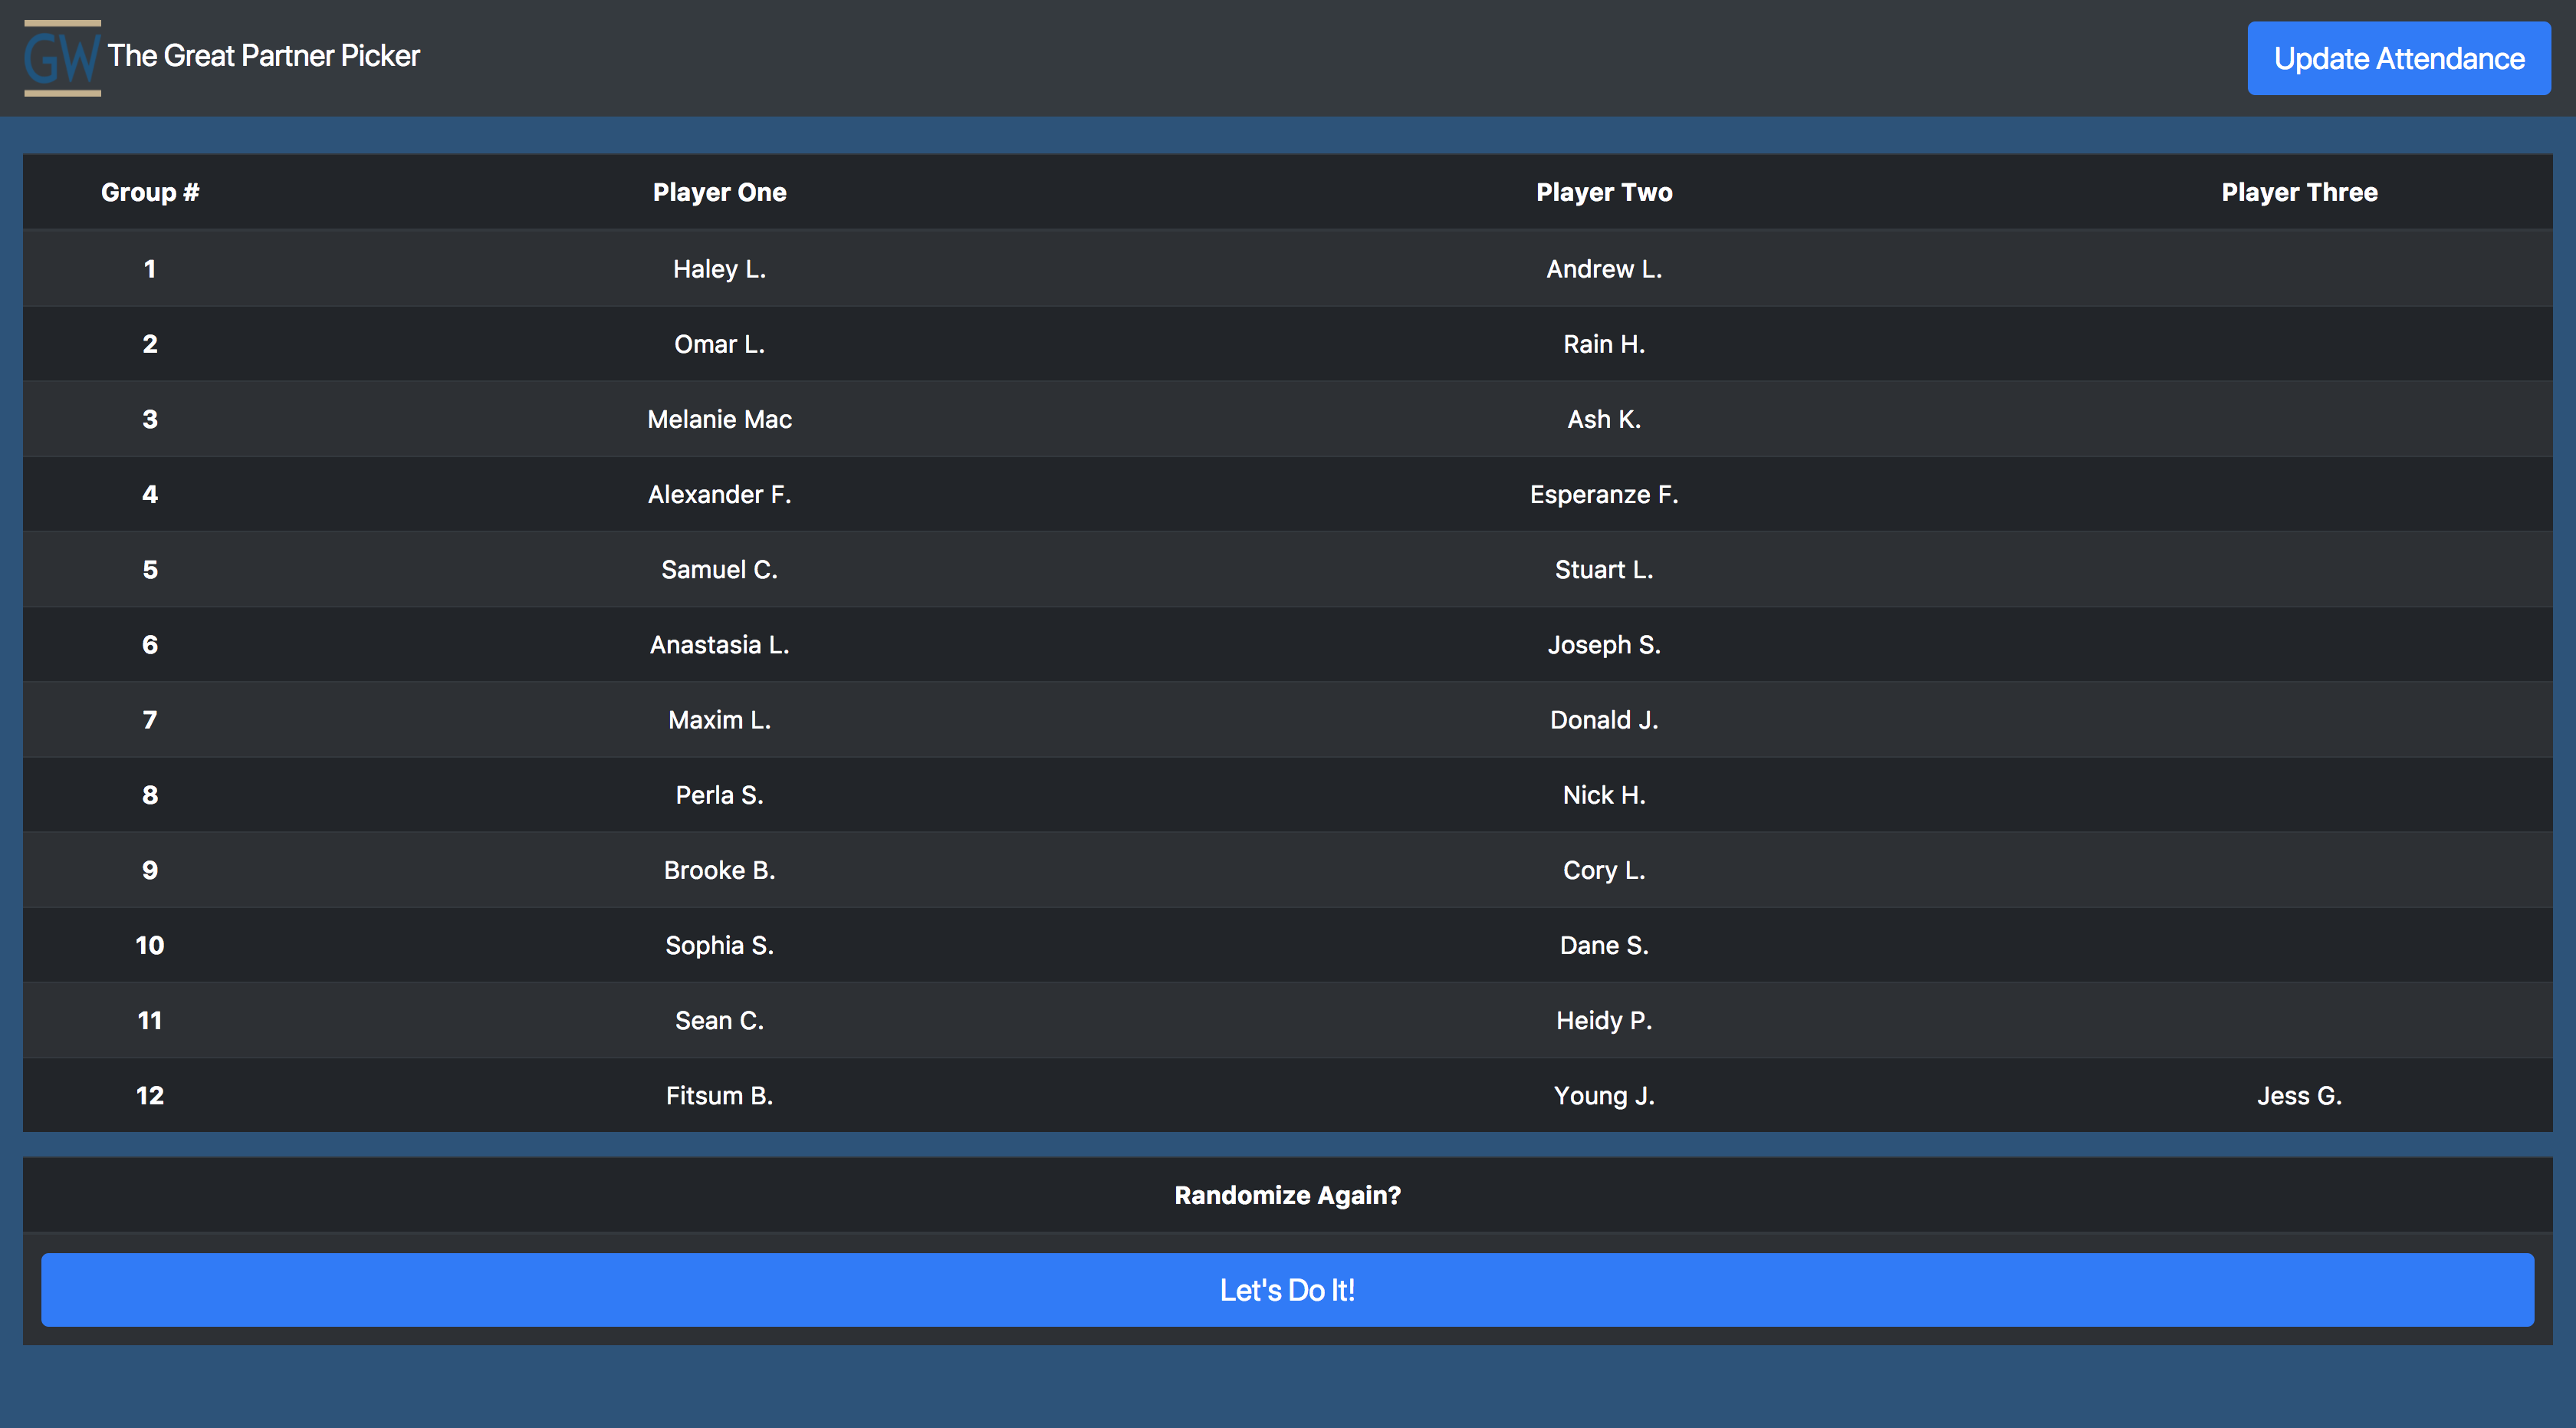 GW The Great Partner Picker Update Attendance
Group # Player One Player Two Player Three
1 Haley L. Andrew L.
2 Omar L. Rain H.
3 Melanie Mac Ash K.
4 Alexander F. Esperanze F.
5 Samuel C. Stuart L.
6 Anastasia L. Joseph S.
7 Maxim L. Donald J.
8 Perla S. Nick H.
9 Brooke B. Cory L.
10 Sophia S. Dane S.
11 Sean C. Heidy P.
12 Fitsum B. Young J. Jess G.
Randomize Again?
Let's Do It!